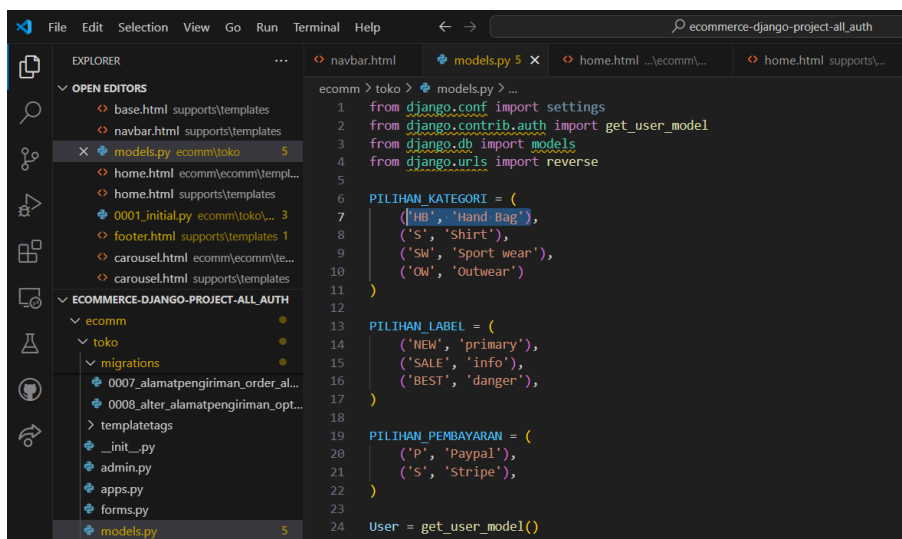 File Edit Selection View Go Run Terminal Help ← → ecommerce-django-project-all_auth
EXPLORER ...
OPEN EDITORS
base.html supports\templates
navbar.html supports\templates
models.py ecomm\toko 5
home.html ecomm\ecomm\templ...
home.html supports\templates
0001_initial.py ecomm\toko\... 3
footer.html supports\templates 1
carousel.html ecomm\ecomm\te...
carousel.html supports\templates
ECOMMERCE-DJANGO-PROJECT-ALL_AUTH
ecomm
toko
migrations
0007_alamatpengiriman_order_al...
0008_alter_alamatpengiriman_opt...
templatetags
__init__.py
admin.py
apps.py
forms.py
models.py 5
navbar.html models.py 5 × home.html ...\ecomm\... home.html supports\...
ecomm > toko > models.py > ...
1 from django.conf import settings
2 from django.contrib.auth import get_user_model
3 from django.db import models
4 from django.urls import reverse
5
6 PILIHAN_KATEGORI = (
7 ('HB', 'Hand Bag'),
8 ('S', 'Shirt'),
9 ('SW', 'Sport wear'),
10 ('OW', 'Outwear')
11 )
12
13 PILIHAN_LABEL = (
14 ('NEW', 'primary'),
15 ('SALE', 'info'),
16 ('BEST', 'danger'),
17 )
18
19 PILIHAN_PEMBAYARAN = (
20 ('P', 'Paypal'),
21 ('S', 'Stripe'),
22 )
23
24 User = get_user_model()